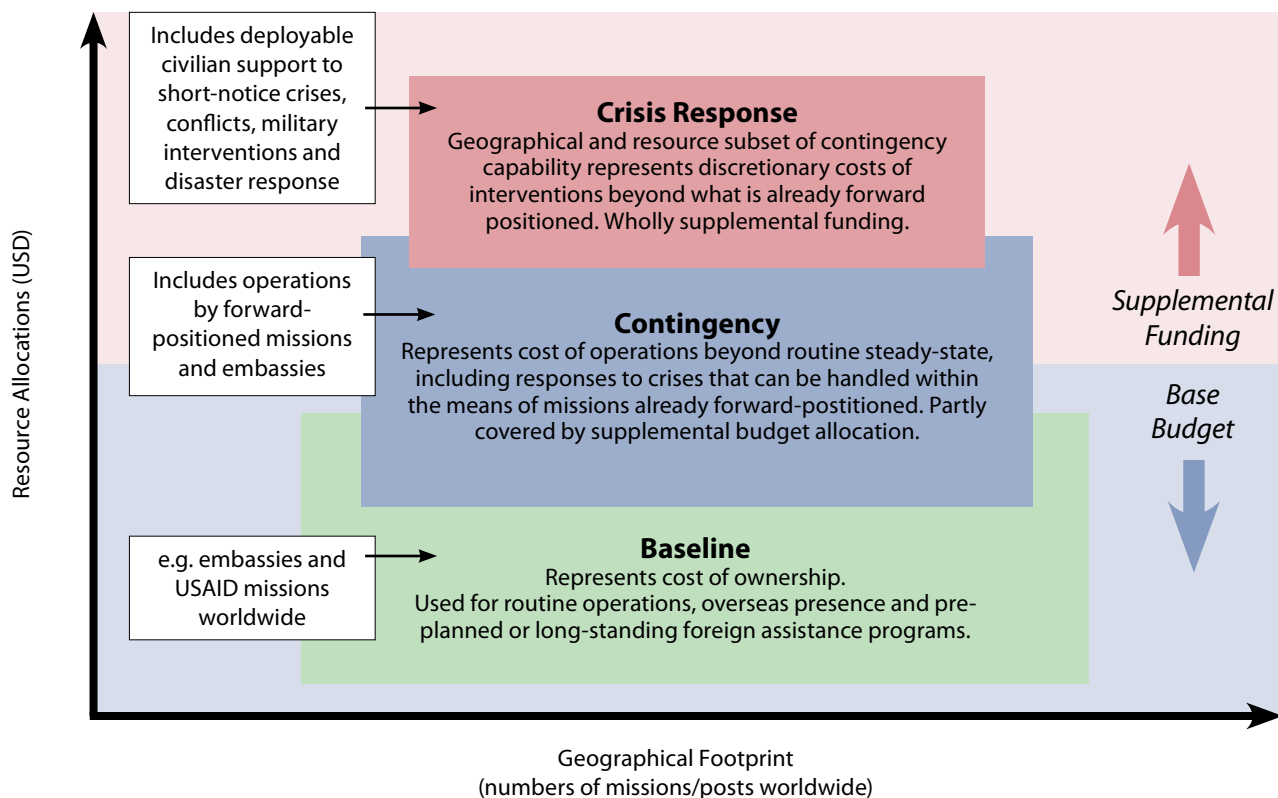 Includes deployable
civilian support to
short-notice crises,
conflicts, military
interventions and
disaster response
Crisis Response
Geographical and resource subset of contingency
capability represents discretionary costs of
interventions beyond what is already forward
positioned. Wholly supplemental funding.
Supplemental
Funding
Includes operations
by forward-
positioned missions
and embassies
Contingency
Represents cost of operations beyond routine steady-state,
including responses to crises that can be handled within
the means of missions already forward-postitioned. Partly
covered by supplemental budget allocation.
Base
Budget
e.g. embassies and
USAID missions
worldwide
Baseline
Represents cost of ownership.
Used for routine operations, overseas presence and pre-
planned or long-standing foreign assistance programs.
Resource Allocations (USD)
Geographical Footprint
(numbers of missions/posts worldwide)